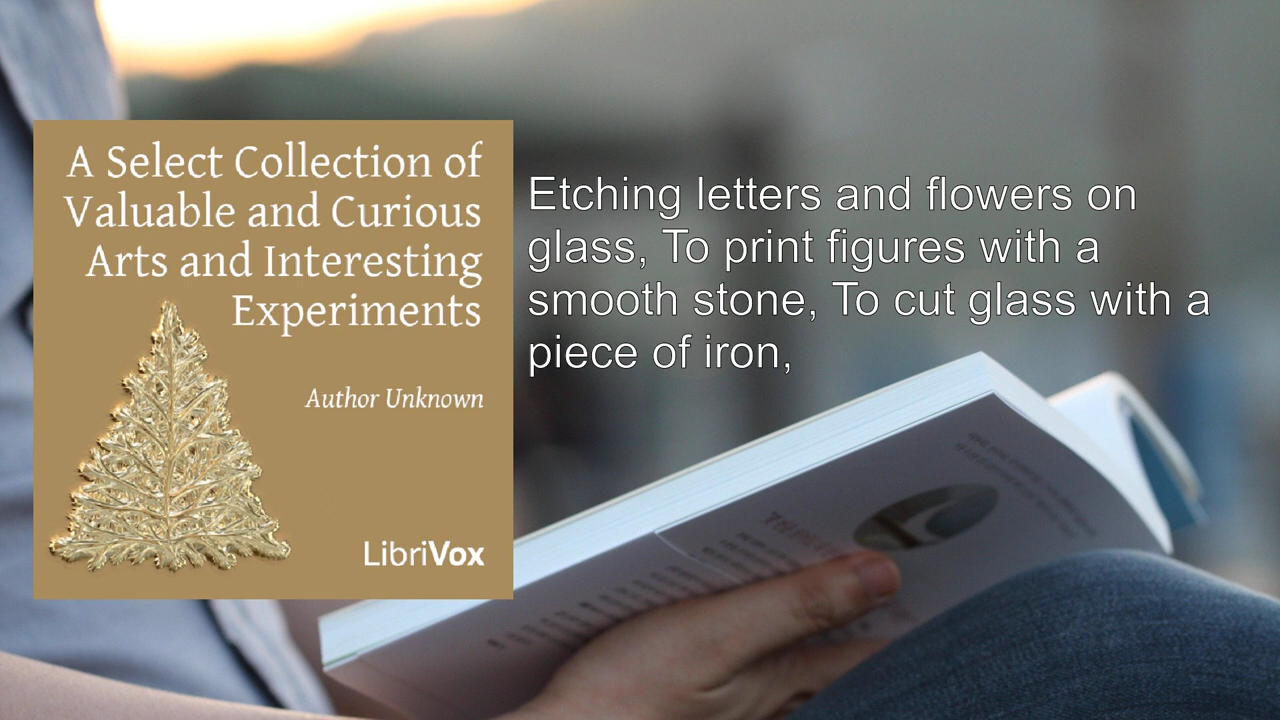 A Select Collection of
Valuable and Curious
Arts and Interesting
Experiments
Author Unknown
LibriVox
Etching letters and flowers on
glass, To print figures with a
smooth stone, To cut glass with a
piece of iron,